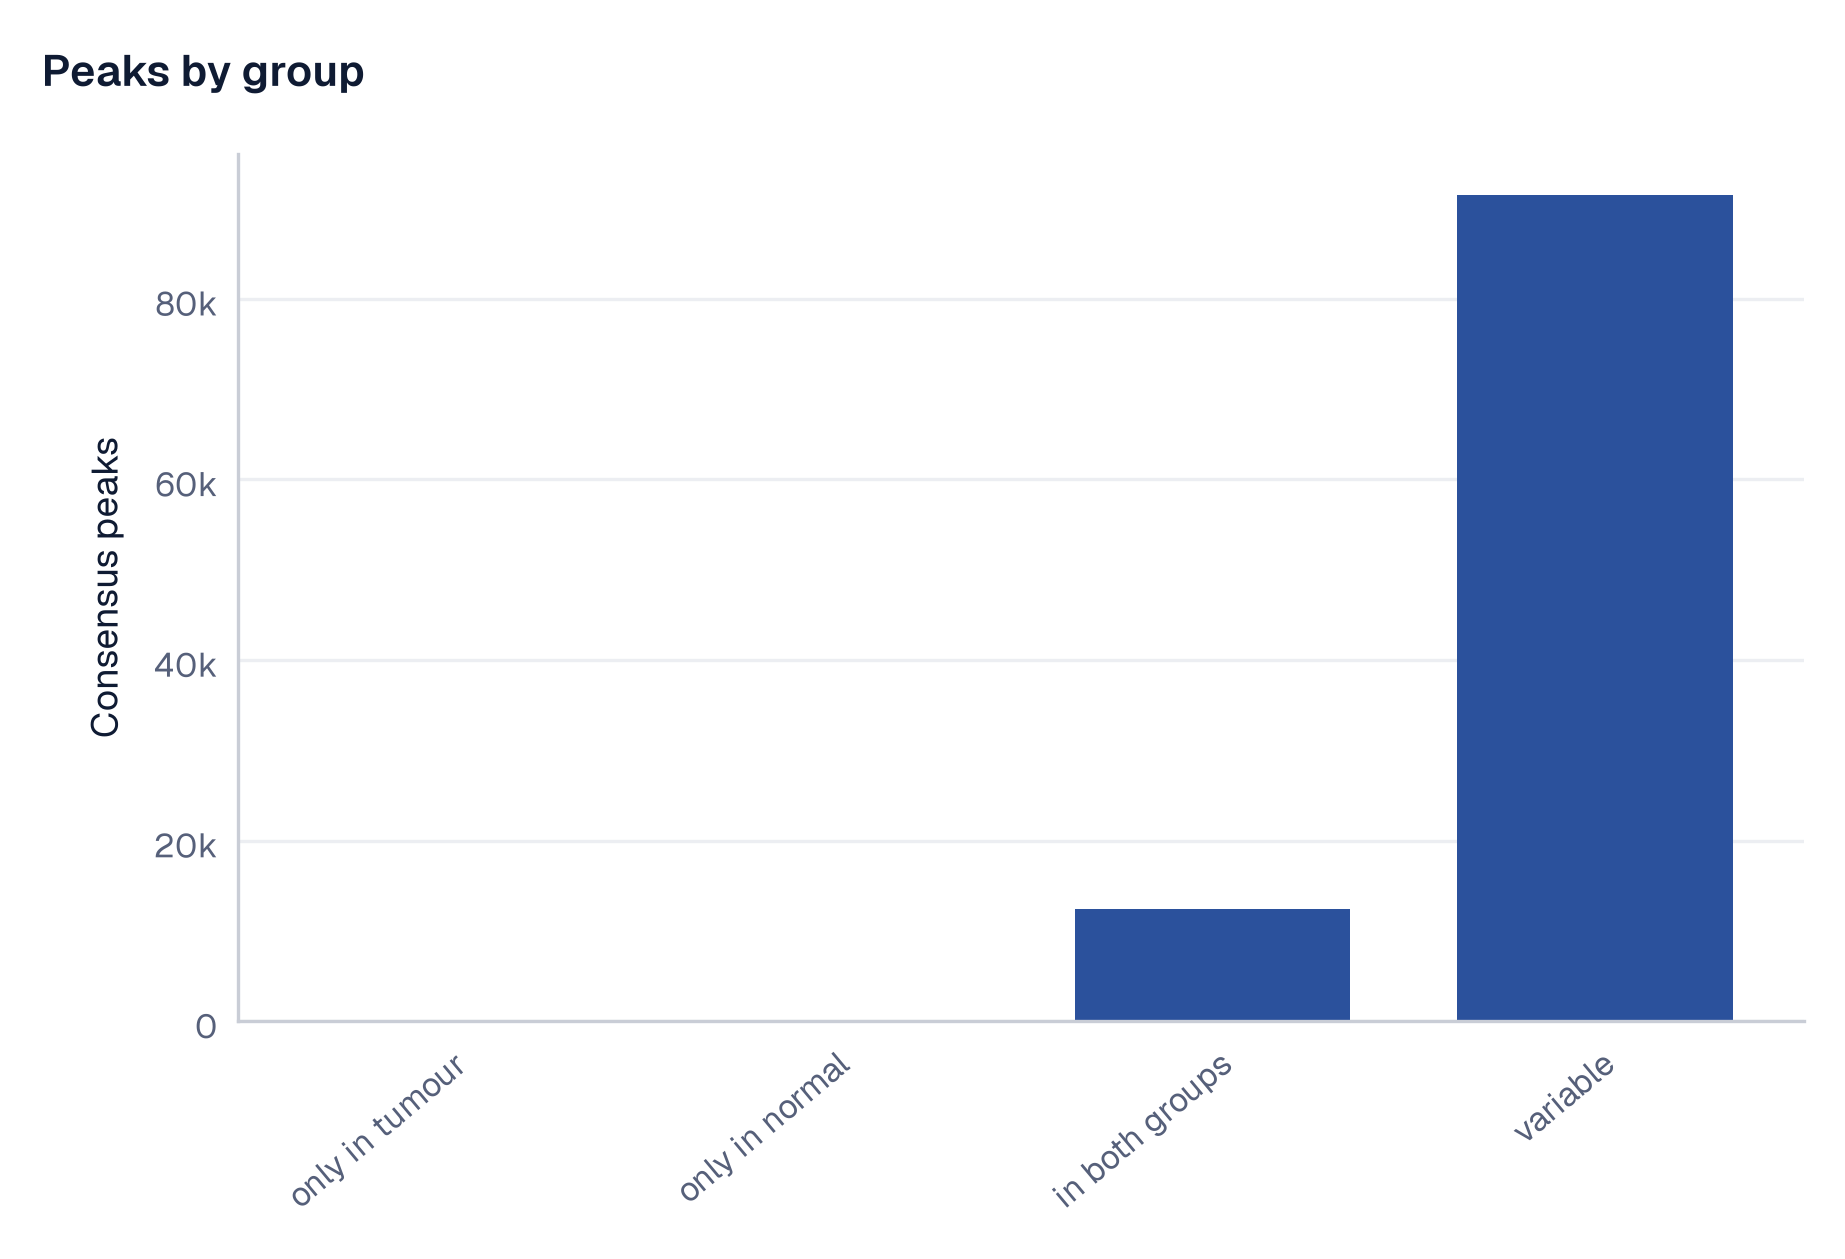 Peaks by group
Consensus peaks
80k
60k
40k
20k
0
only in tumour
only in normal
in both groups
variable